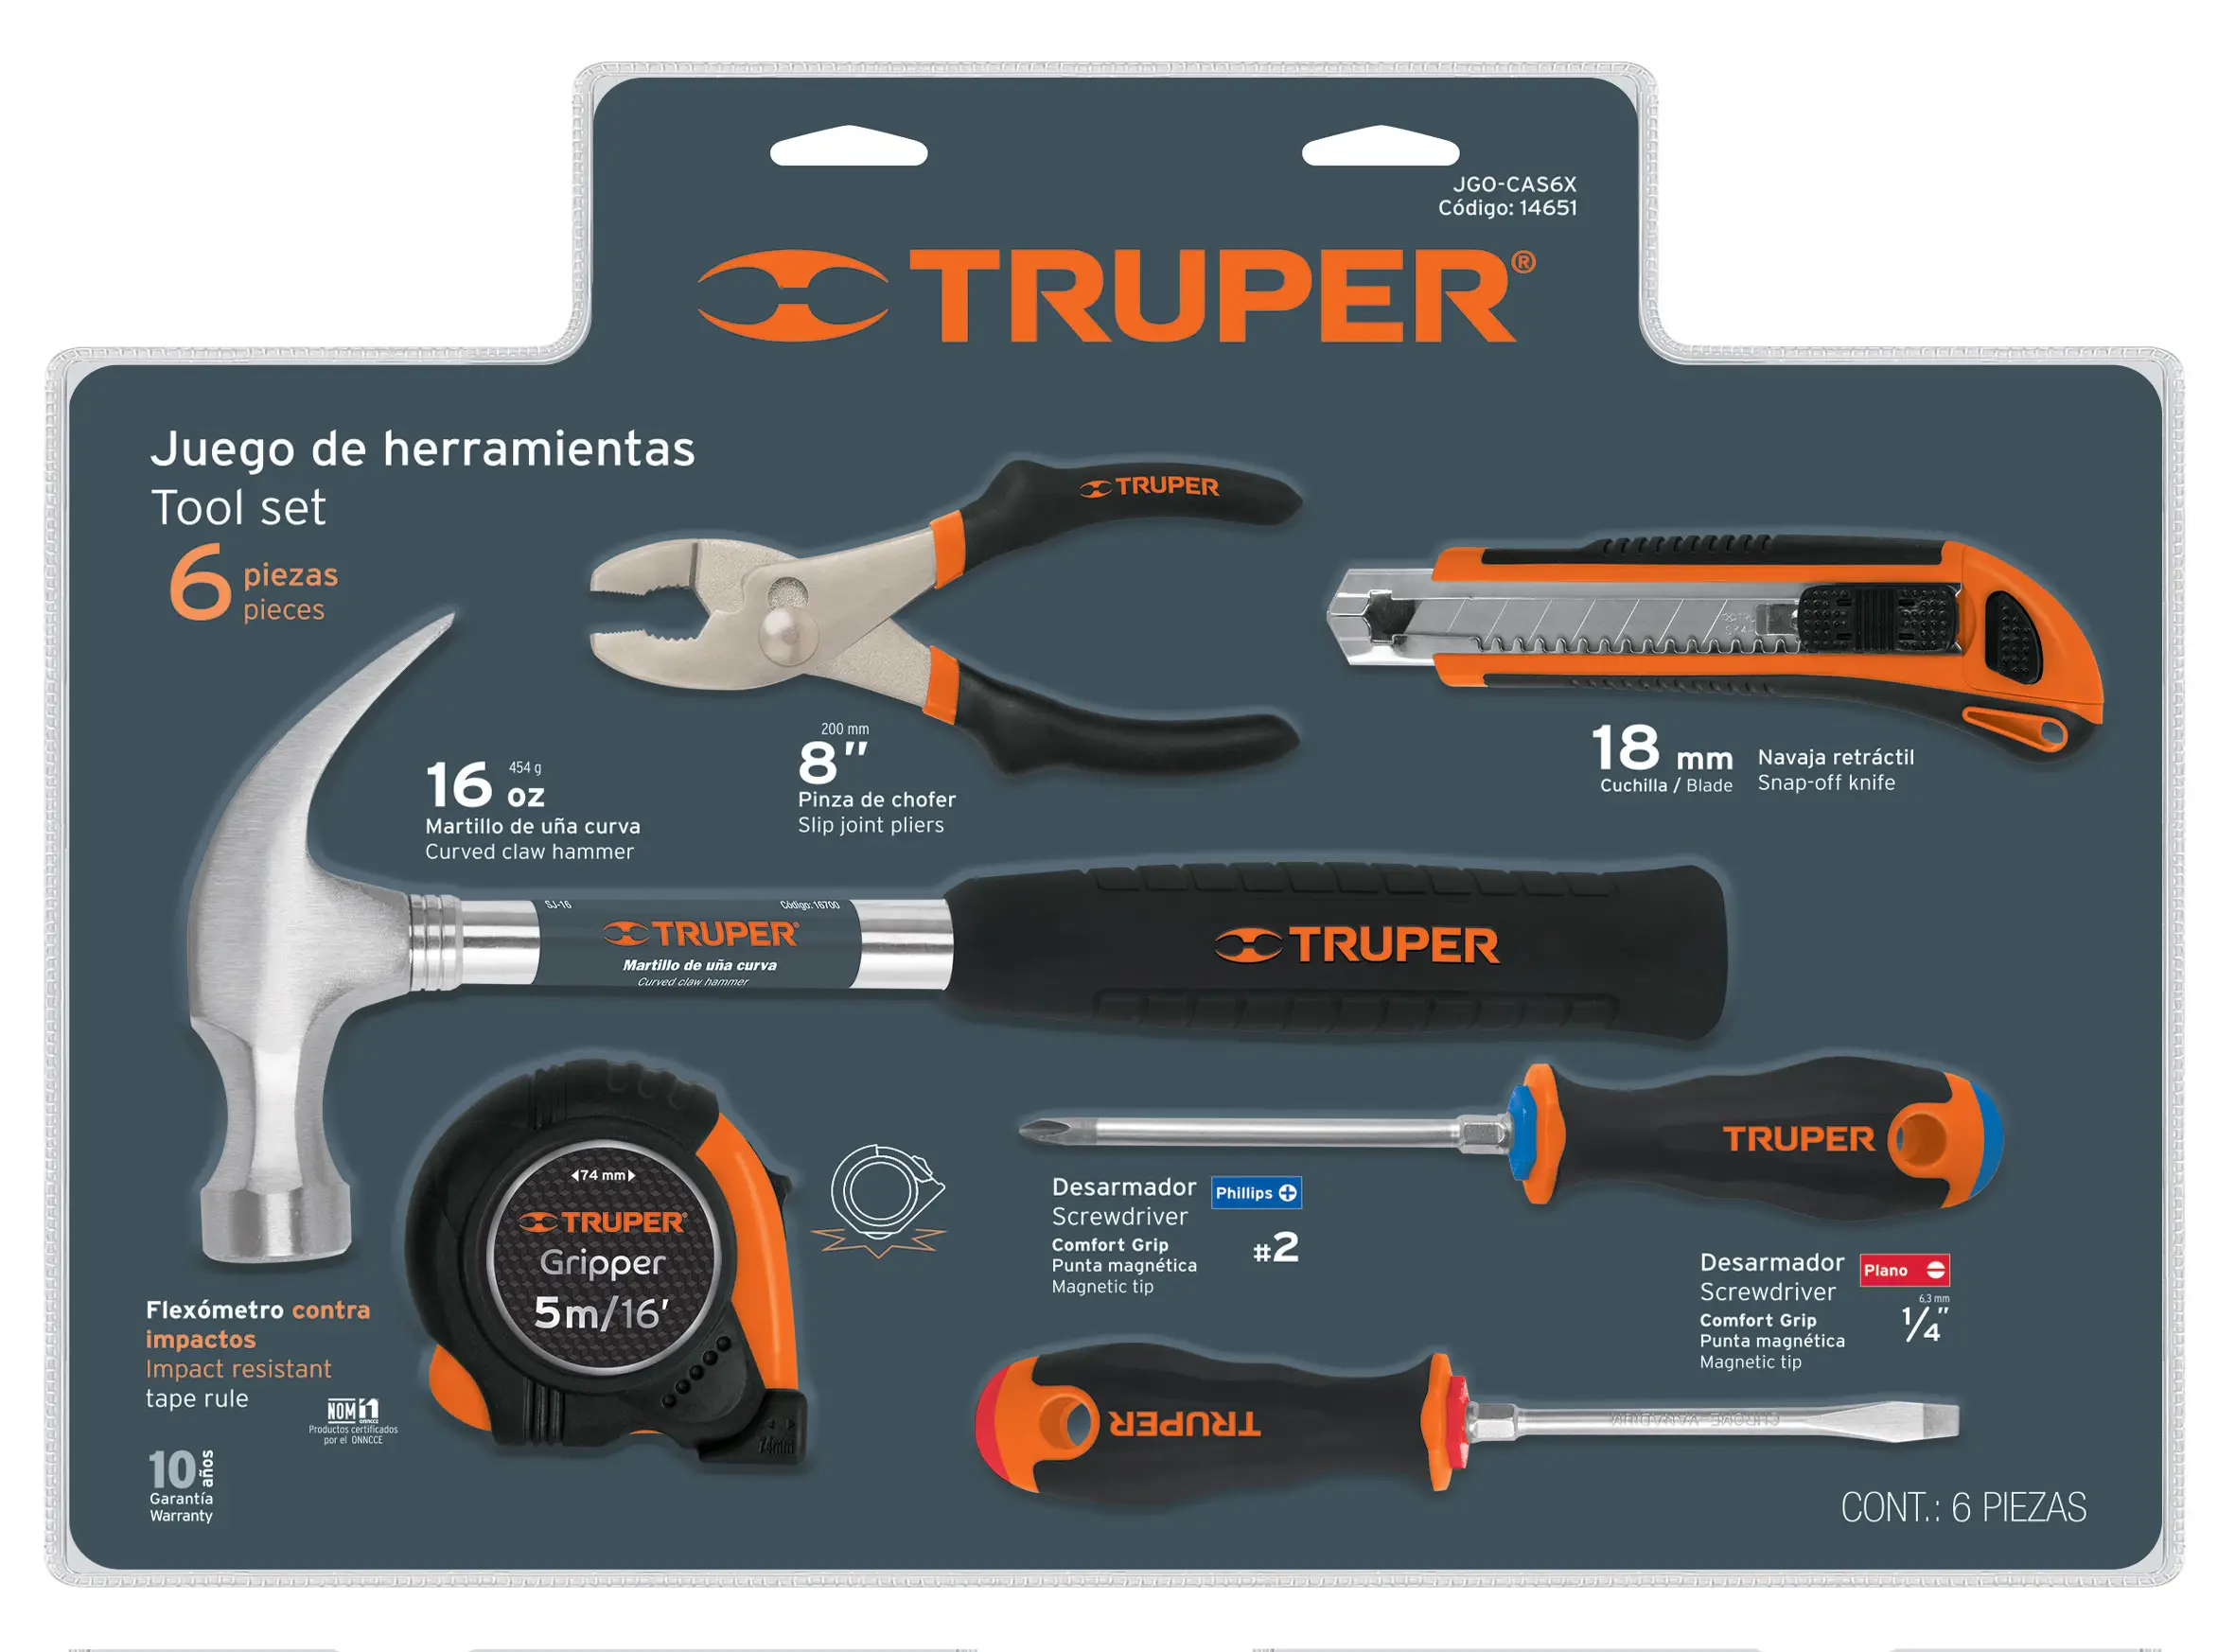 JGO-CAS6X
Código: 14651
TRUPER®
Juego de herramientas
Tool set
6 piezas
pieces
TRUPER
200 mm
8"
Pinza de chofer
Slip joint pliers
18 mm
Cuchilla / Blade
Navaja retráctil
Snap-off knife
16 oz
454 g
Martillo de uña curva
Curved claw hammer
SJ-16
Código: 16700
TRUPER®
Martillo de uña curva
Curved claw hammer
TRUPER
74 mm
TRUPER®
Gripper
5m/16'
74mm
Flexómetro contra
impactos
Impact resistant
tape rule
NOM
ONNCCE
Productos certificados
por el ONNCCE
10 años
Garantía
Warranty
TRUPER
Desarmador
Screwdriver
Comfort Grip
Punta magnética
Magnetic tip
Phillips
#2
Desarmador
Screwdriver
Comfort Grip
Punta magnética
Magnetic tip
Plano
6,3 mm
1/4"
TRUPER
CHROME - VANADIUM
CONT.: 6 PIEZAS